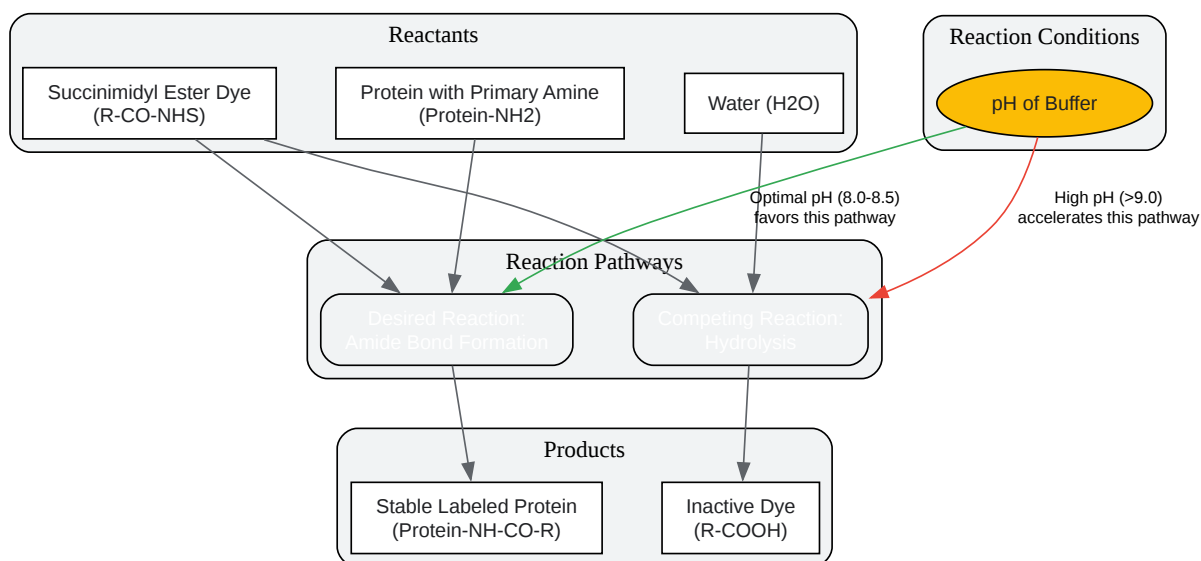 Reactants
Succinimidyl Ester Dye
(R-CO-NHS)
Protein with Primary Amine
(Protein-NH2)
Water (H2O)
Reaction Conditions
pH of Buffer
Optimal pH (8.0-8.5)
favors this pathway
High pH (>9.0)
accelerates this pathway
Reaction Pathways
Desired Reaction:
Amide Bond Formation
Competing Reaction:
Hydrolysis
Products
Stable Labeled Protein
(Protein-NH-CO-R)
Inactive Dye
(R-COOH)